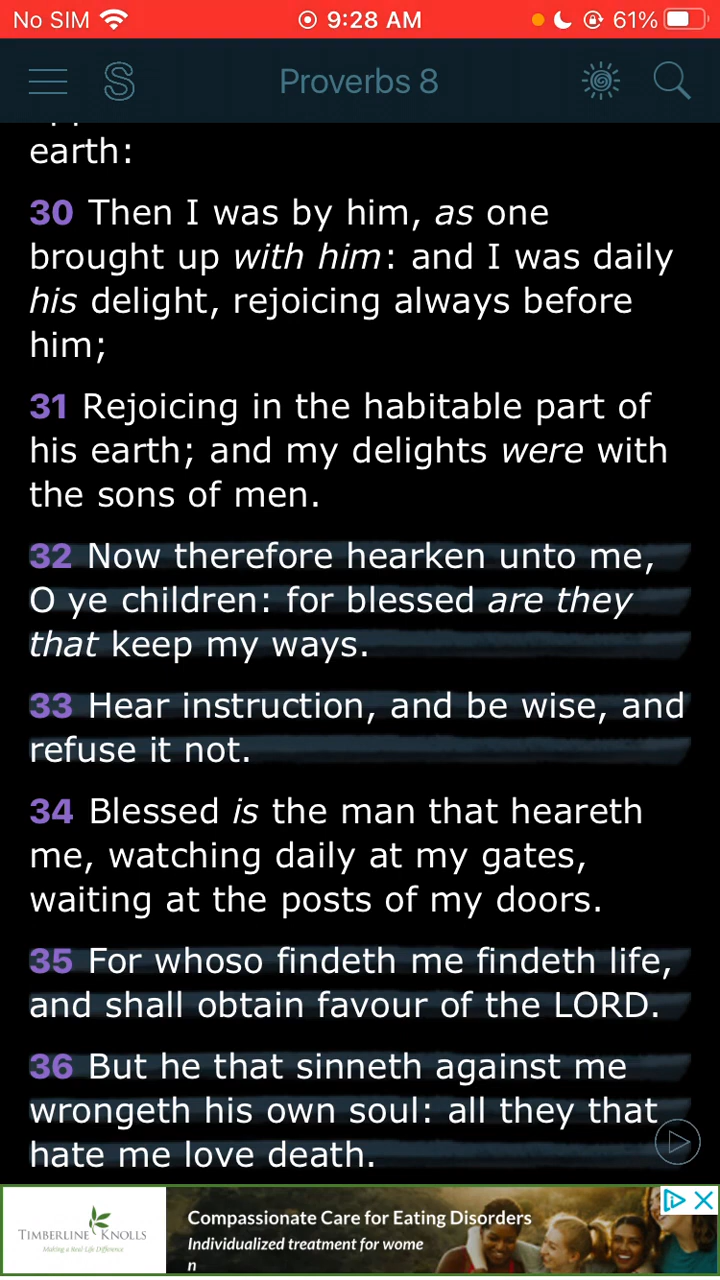 No SIM 9:28 AM 61%
S Proverbs 8
earth:
30 Then I was by him, as one
brought up with him: and I was daily
his delight, rejoicing always before
him;
31 Rejoicing in the habitable part of
his earth; and my delights were with
the sons of men.
32 Now therefore hearken unto me,
O ye children: for blessed are they
that keep my ways.
33 Hear instruction, and be wise, and
refuse it not.
34 Blessed is the man that heareth
me, watching daily at my gates,
waiting at the posts of my doors.
35 For whoso findeth me findeth life,
and shall obtain favour of the LORD.
36 But he that sinneth against me
wrongeth his own soul: all they that
hate me love death.
TIMBERLINE KNOLLS
Making a Real Life Difference
Compassionate Care for Eating Disorders
Individualized treatment for wome
n